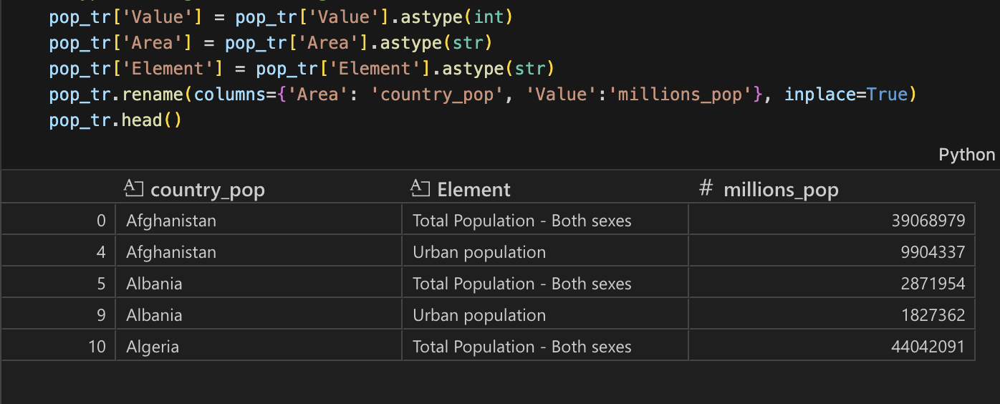 pop_tr['Value'] = pop_tr['Value'].astype(int)
pop_tr['Area'] = pop_tr['Area'].astype(str)
pop_tr['Element'] = pop_tr['Element'].astype(str)
pop_tr.rename(columns={'Area': 'country_pop', 'Value':'millions_pop'}, inplace=True)
pop_tr.head()
Python
country_pop Element # millions_pop
0 Afghanistan Total Population - Both sexes 39068979
4 Afghanistan Urban population 9904337
5 Albania Total Population - Both sexes 2871954
9 Albania Urban population 1827362
10 Algeria Total Population - Both sexes 44042091